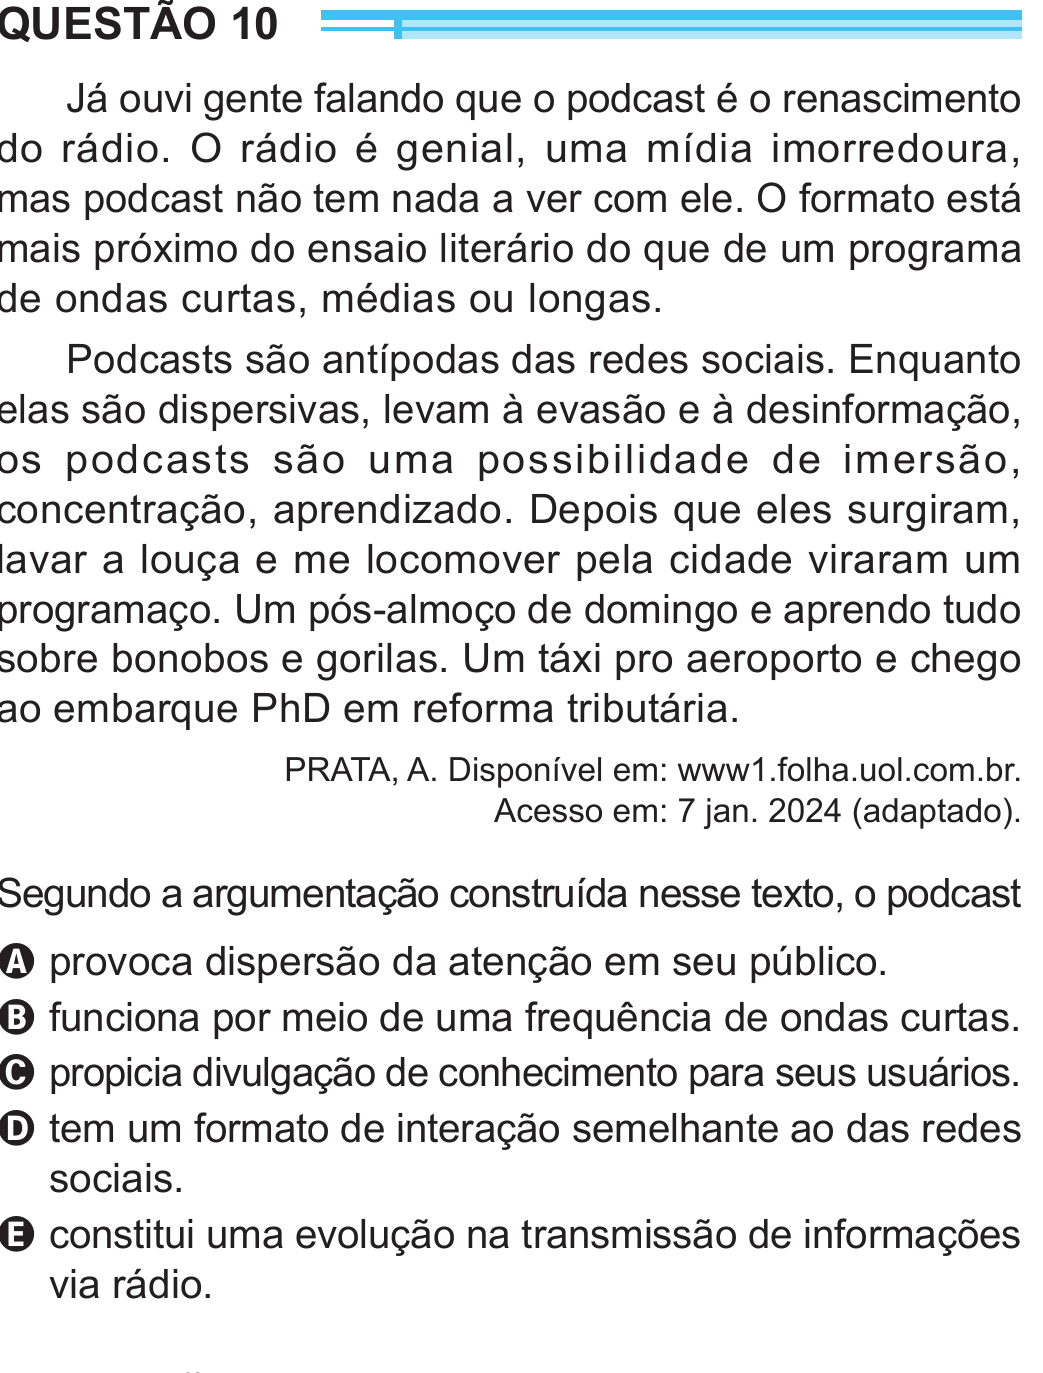 QUESTÃO 10
Já ouvi gente falando que o podcast é o renascimento
do rádio. O rádio é genial, uma mídia imorredoura,
mas podcast não tem nada a ver com ele. O formato está
mais próximo do ensaio literário do que de um programa
de ondas curtas, médias ou longas.
Podcasts são antípodas das redes sociais. Enquanto
elas são dispersivas, levam à evasão e à desinformação,
os podcasts são uma possibilidade de imersão,
concentração, aprendizado. Depois que eles surgiram,
lavar a louça e me locomover pela cidade viraram um
programaço. Um pós-almoço de domingo e aprendo tudo
sobre bonobos e gorilas. Um táxi pro aeroporto e chego
ao embarque PhD em reforma tributária.
PRATA, A. Disponível em: www1.folha.uol.com.br.
Acesso em: 7 jan. 2024 (adaptado).
Segundo a argumentação construída nesse texto, o podcast
A provoca dispersão da atenção em seu público.
B funciona por meio de uma frequência de ondas curtas.
C propicia divulgação de conhecimento para seus usuários.
D tem um formato de interação semelhante ao das redes
sociais.
E constitui uma evolução na transmissão de informações
via rádio.